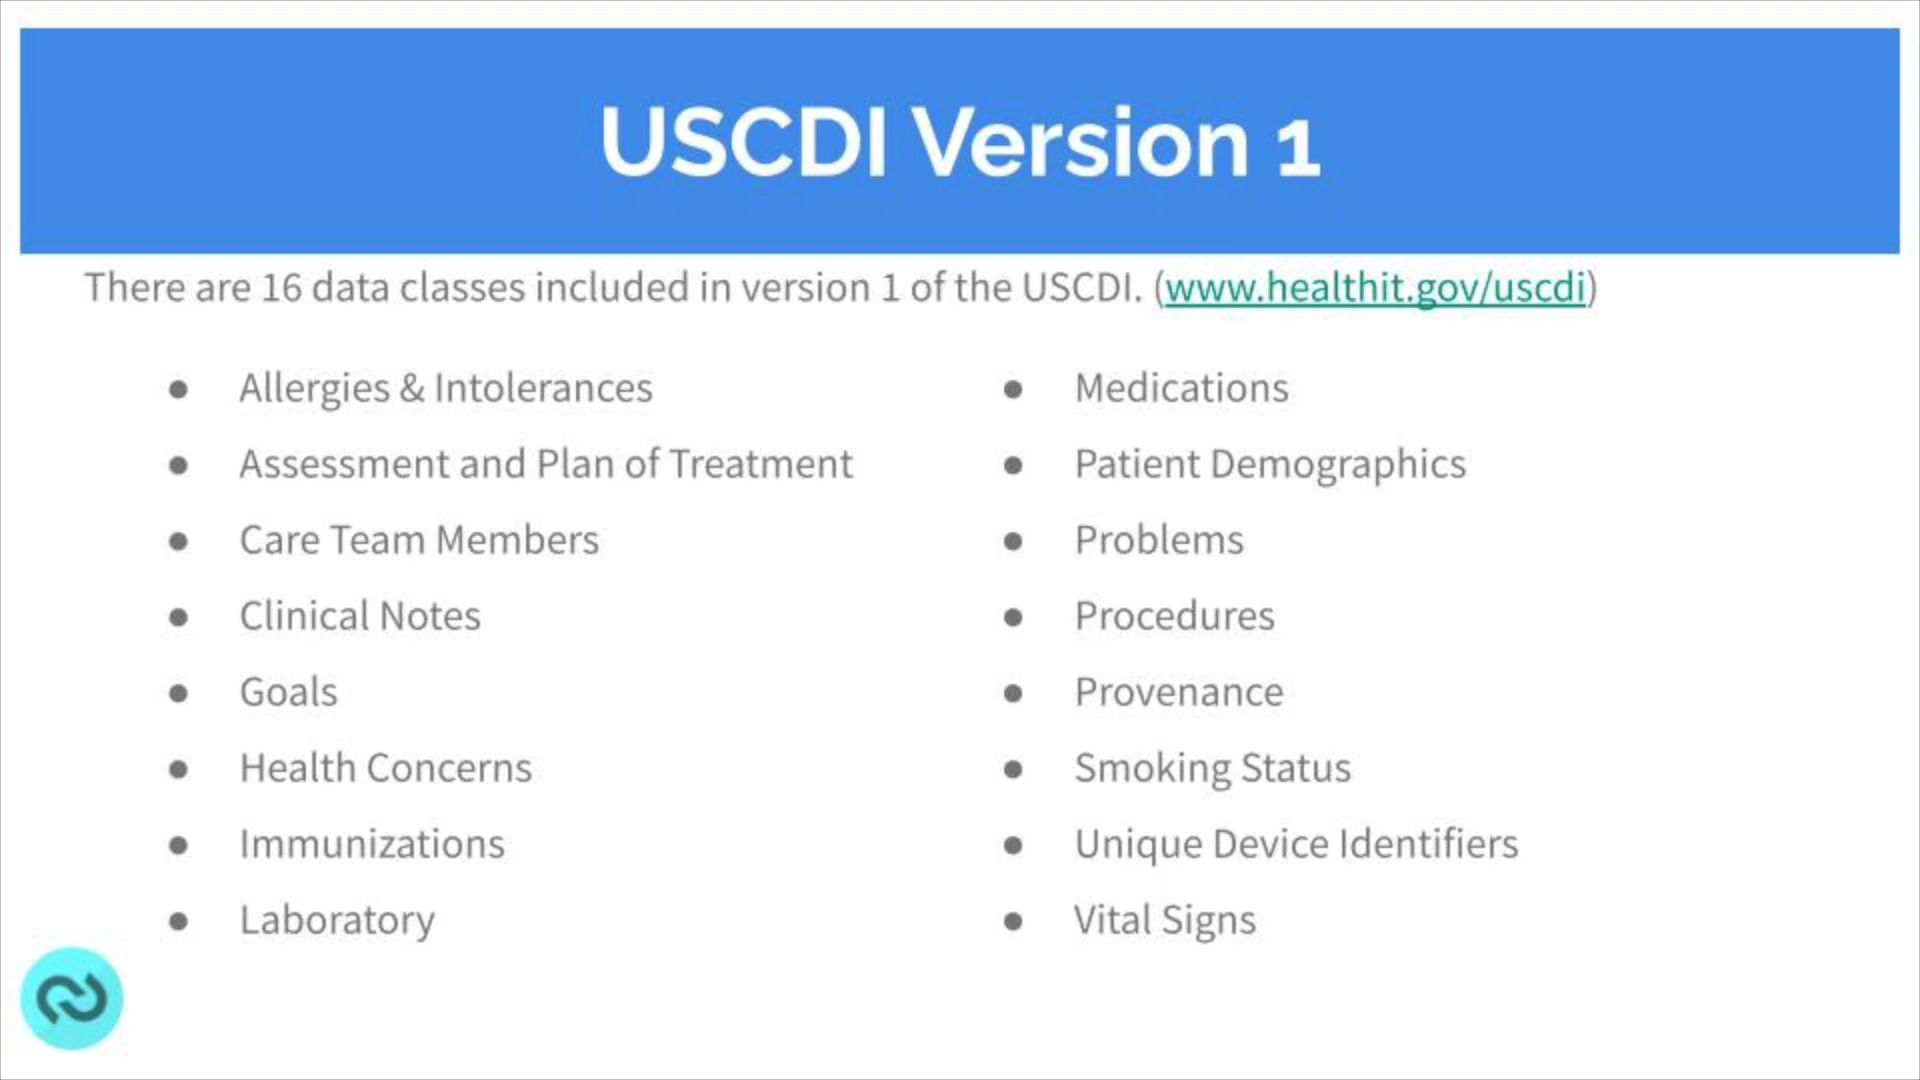 USCDI Version 1
There are 16 data classes included in version 1 of the USCDI. (www.healthit.gov/uscdi)
● Allergies & Intolerances
● Assessment and Plan of Treatment
● Care Team Members
● Clinical Notes
● Goals
● Health Concerns
● Immunizations
● Laboratory
● Medications
● Patient Demographics
● Problems
● Procedures
● Provenance
● Smoking Status
● Unique Device Identifiers
● Vital Signs